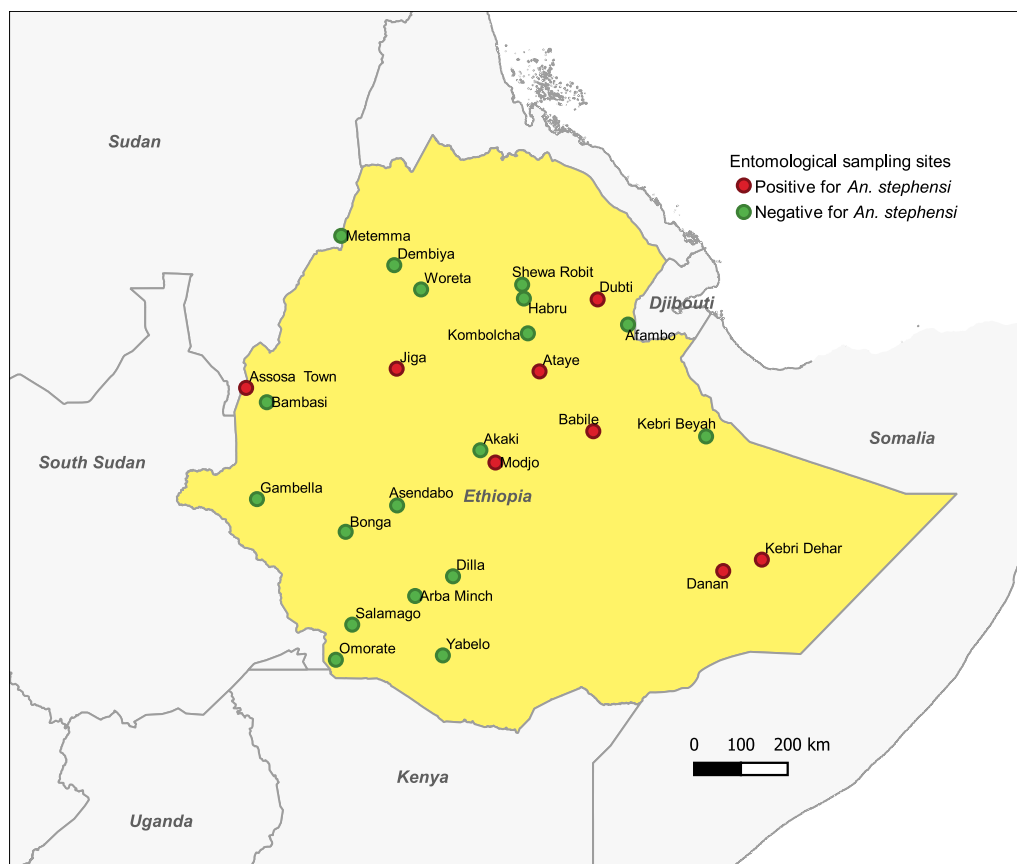 Sudan
Entomological sampling sites
Positive for An. stephensi
Negative for An. stephensi
Metemma
Dembiya
Woreta
Shewa Robit
Dubti
Habru
Djibouti
Kombolcha
Afambo
Jiga
Ataye
Assosa Town
Bambasi
Babile
Kebri Beyah
Somalia
Akaki
South Sudan
Modjo
Gambella
Asendabo
Ethiopia
Bonga
Kebri Dehar
Dilla
Danan
Arba Minch
Salamago
Omorate
Yabelo
0 100 200 km
Kenya
Uganda